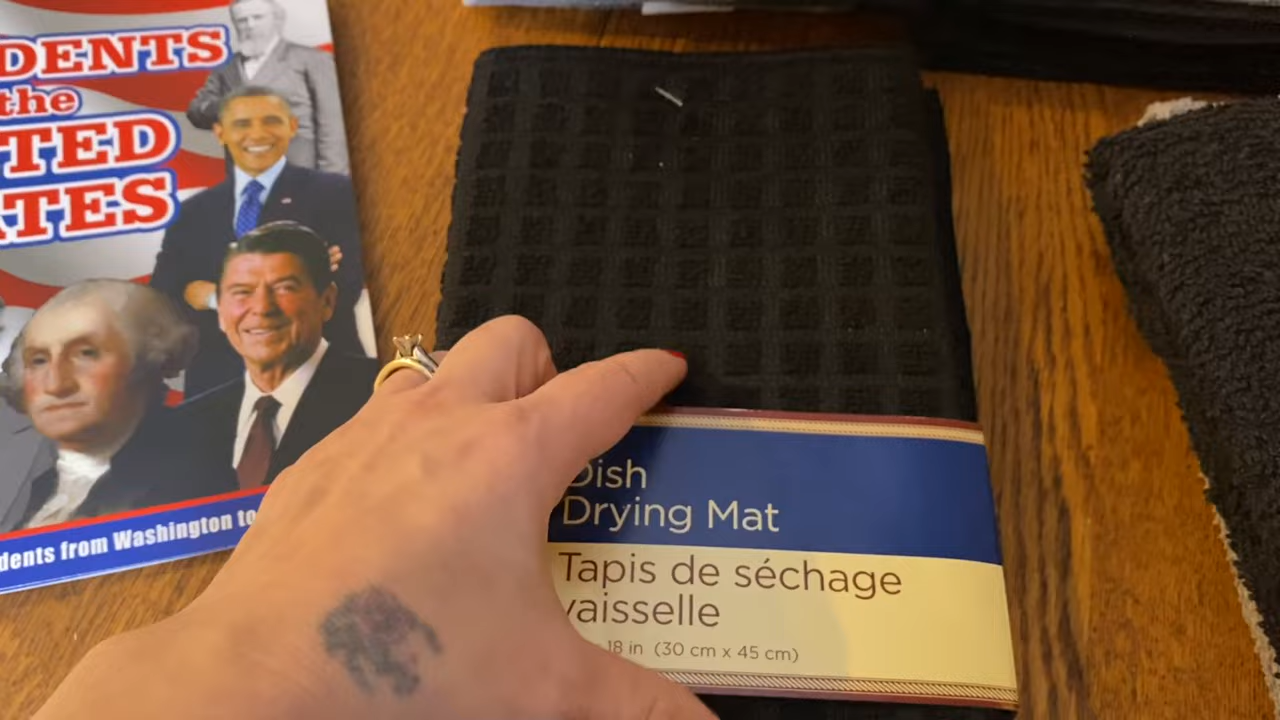 DENTS
the
TED
ATES
dents from Washington to
Dish
Drying Mat
Tapis de séchage
vaisselle
18 in (30 cm x 45 cm)